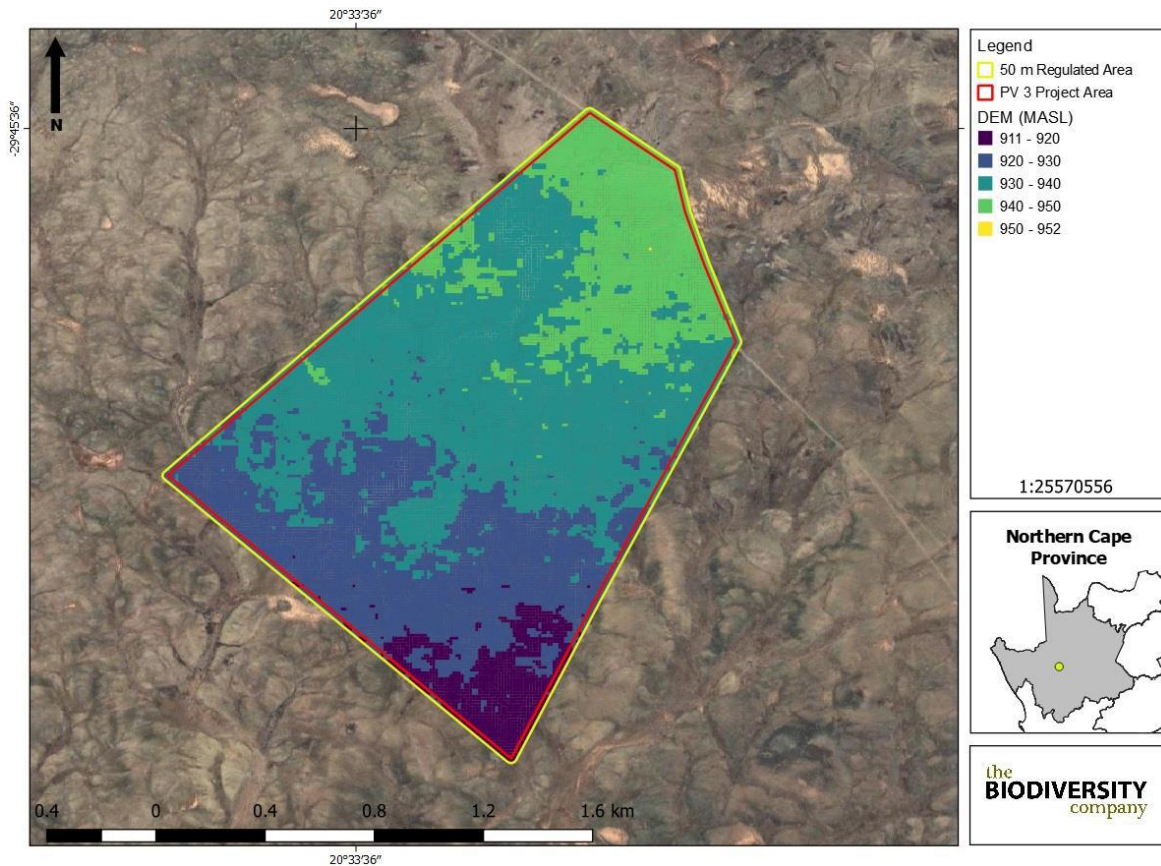 20°33'36"
-29°45'36"
N
0.4 0 0.4 0.8 1.2 1.6 km
20°33'36"
Legend
50 m Regulated Area
PV 3 Project Area
DEM (MASL)
911 - 920
920 - 930
930 - 940
940 - 950
950 - 952
1:25570556
Northern Cape
Province
the
BIODIVERSITY
company